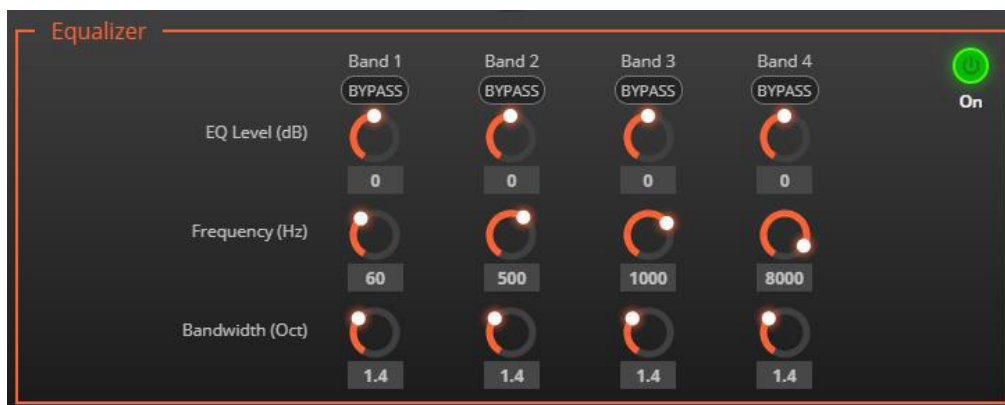 Equalizer
Band 1 Band 2 Band 3 Band 4
BYPASS BYPASS BYPASS BYPASS
On
EQ Level (dB)
0 0 0 0
Frequency (Hz)
60 500 1000 8000
Bandwidth (Oct)
1.4 1.4 1.4 1.4